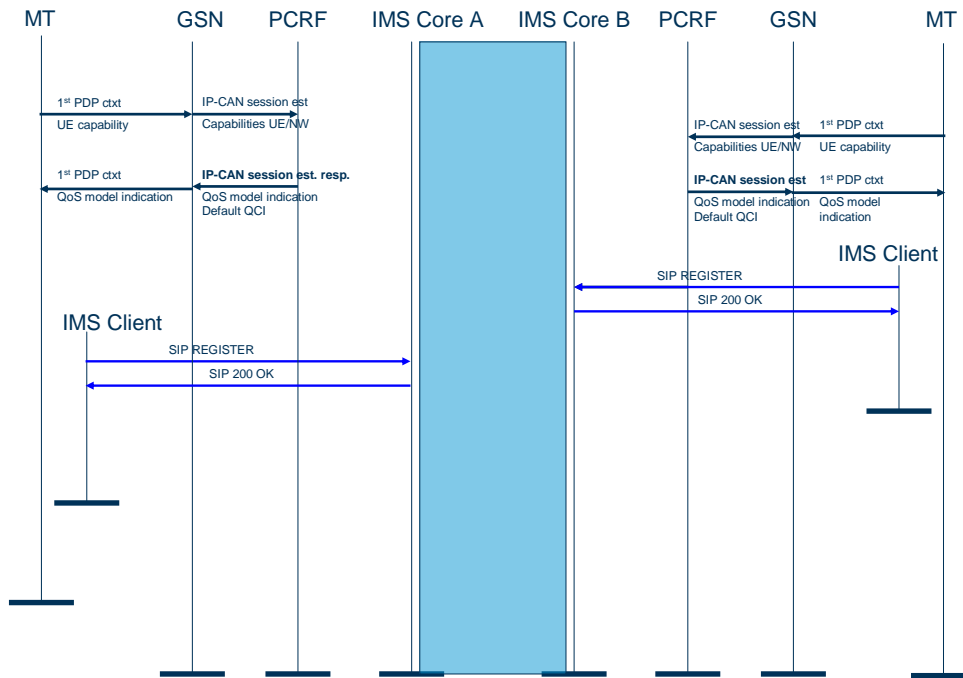 MT GSN PCRF IMS Core A IMS Core B PCRF GSN MT
1st PDP ctxt IP-CAN session est
UE capability Capabilities UE/NW
IP-CAN session est 1st PDP ctxt
Capabilities UE/NW UE capability
1st PDP ctxt IP-CAN session est. resp.
QoS model indication QoS model indication
Default QCI
IP-CAN session est 1st PDP ctxt
QoS model indication QoS model
Default QCI indication
IMS Client
SIP REGISTER
SIP 200 OK
IMS Client
SIP REGISTER
SIP 200 OK